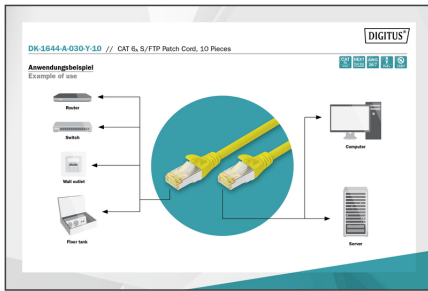 DIGITUS®
DK-1644-A-030-Y-10 // CAT 6A S/FTP Patch Cord, 10 Pieces
Anwendungsbeispiel
Example of use
Router
Switch
Wall outlet
Floor tank
Computer
Server